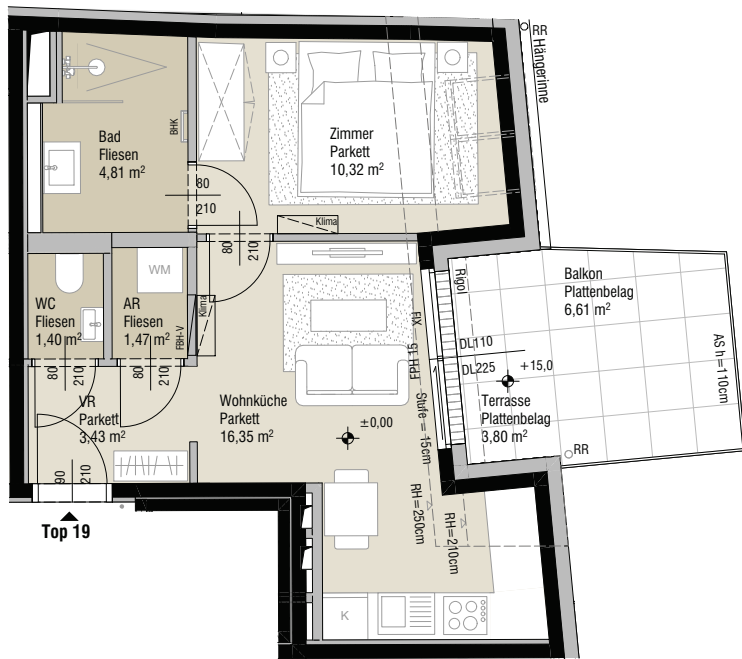 RR
Hängerinne
Bad
Fliesen
4,81 m²
BHK
Zimmer
Parkett
10,32 m²
80
210
Klima
80
210
WC
Fliesen
1,40 m²
WM
AR
Fliesen
1,47 m²
FBH-V
Klima
80
210
80
210
VR
Parkett
3,43 m²
90
210
Top 19
Wohnküche
Parkett
16,35 m²
±0,00
FIX
FPH 15
Stufe = 15cm
RH=250cm
RH=210cm
K
Rigol
DL110
DL225
+15,0
Balkon
Plattenbelag
6,61 m²
AS h=110cm
Terrasse
Plattenbelag
3,80 m²
RR